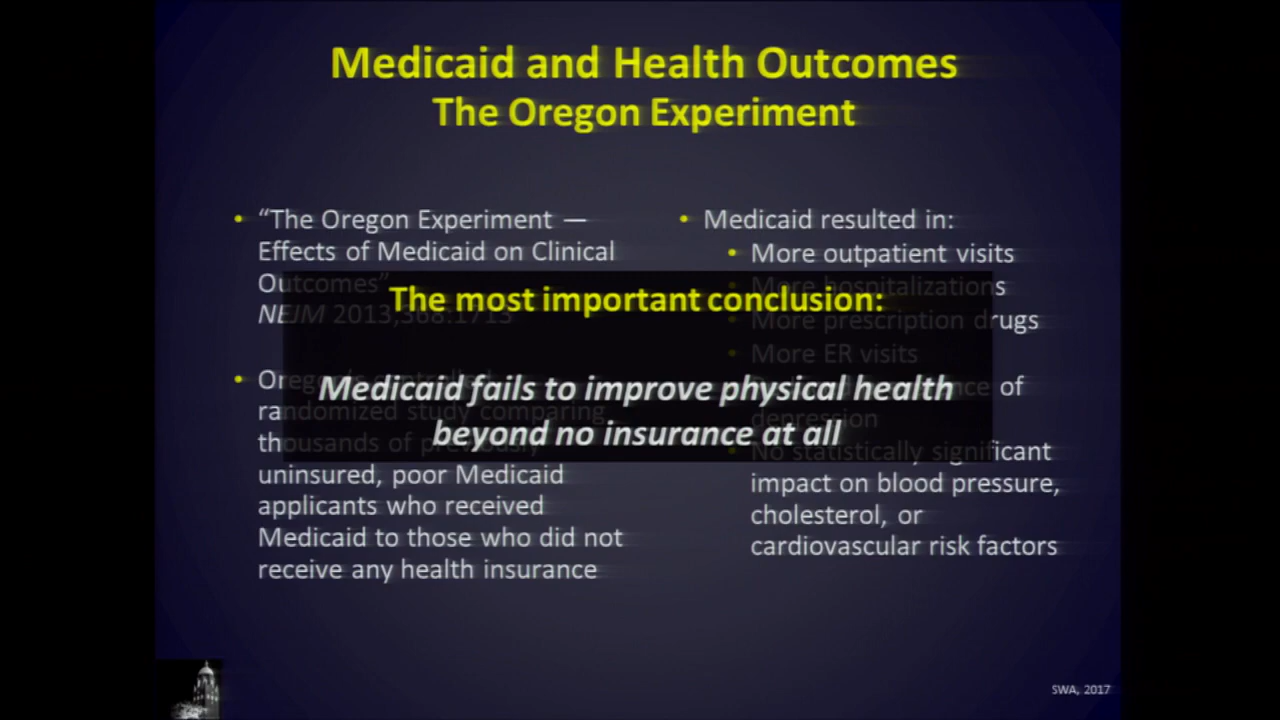 Medicaid and Health Outcomes
The Oregon Experiment
• “The Oregon Experiment —
Effects of Medicaid on Clinical
Outcomes”
NEJM 2013;368:1713
• Oregon’s controlled
randomized study comparing
thousands of previously
uninsured, poor Medicaid
applicants who received
Medicaid to those who did not
receive any health insurance
• Medicaid resulted in:
• More outpatient visits
• More hospitalizations
• More prescription drugs
• More ER visits
of
depression
• No statistically significant
impact on blood pressure,
cholesterol, or
cardiovascular risk factors
The most important conclusion:
Medicaid fails to improve physical health
beyond no insurance at all
SWA, 2017